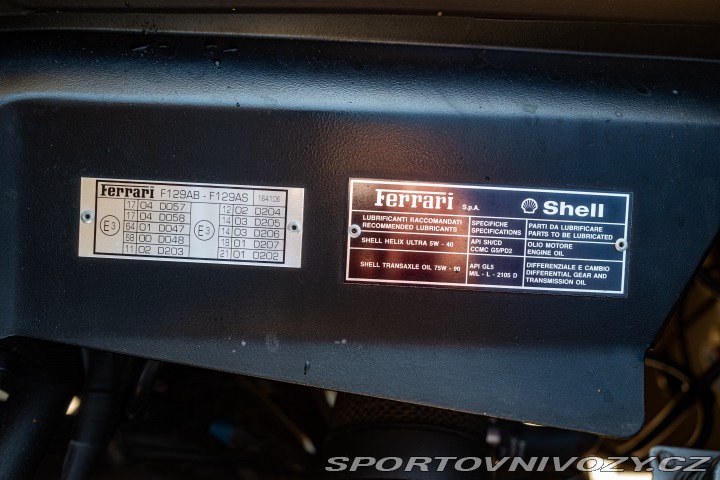 Ferrari F129AB - F129AS 184106
17 04 D057 12 02 D204
17 04 D058 14 03 D205
E3 64 01 D047 E3 14 03 D206
68 00 D048 18 01 D207
11 02 D203 21 01 D202
Ferrari S.p.A. Shell
LUBRIFICANTI RACCOMANDATI SPECIFICHE PARTI DA LUBRIFICARE
RECOMMENDED LUBRICANTS SPECIFICATIONS PARTS TO BE LUBRICATED
SHELL HELIX ULTRA 5W - 40 API SH/CD OLIO MOTORE
CCMC G5/PD2 ENGINE OIL
SHELL TRANSAXLE OIL 75W - 90 API GL5 DIFFERENZIALE E CAMBIO
MIL - L - 2105 D DIFFERENTIAL GEAR AND
TRANSMISSION OIL
SPORTOVNIVOZY.CZ